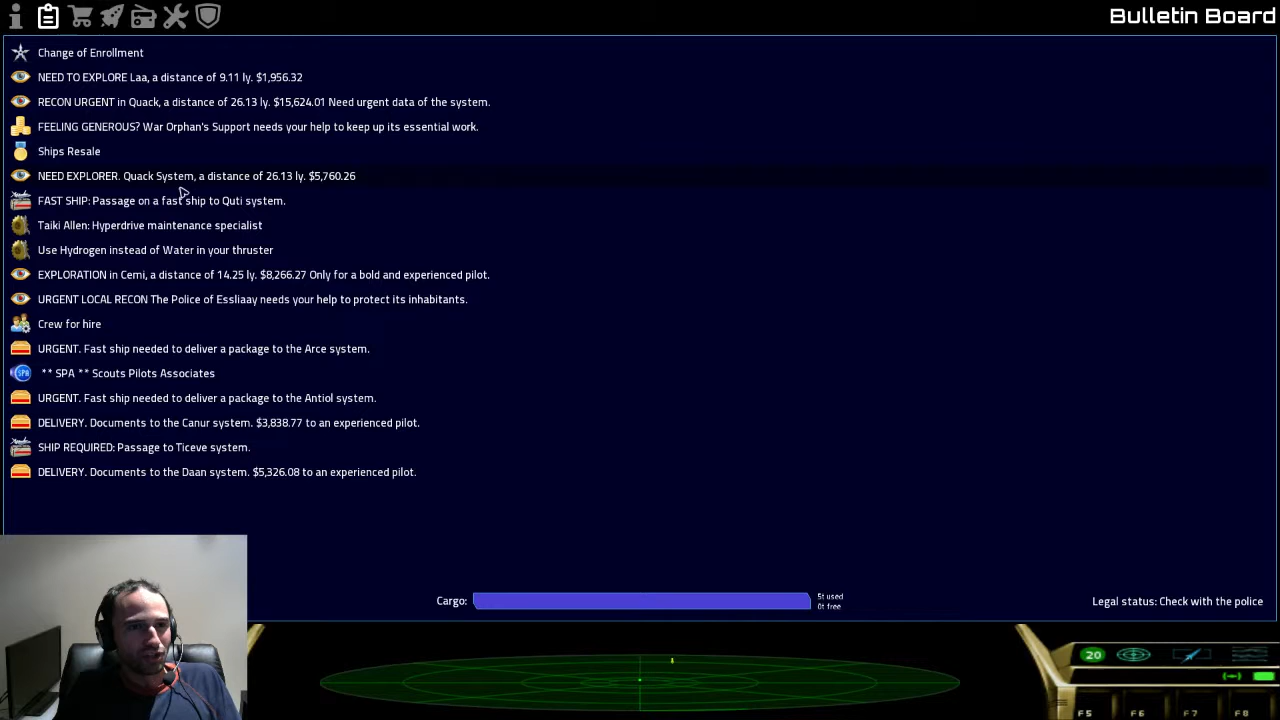 Bulletin Board
Change of Enrollment
NEED TO EXPLORE Laa, a distance of 9.11 ly. $1,956.32
RECON URGENT in Quack, a distance of 26.13 ly. $15,624.01 Need urgent data of the system.
FEELING GENEROUS? War Orphan's Support needs your help to keep up its essential work.
Ships Resale
NEED EXPLORER. Quack System, a distance of 26.13 ly. $5,760.26
FAST SHIP: Passage on a fast ship to Quti system.
Taiki Allen: Hyperdrive maintenance specialist
Use Hydrogen instead of Water in your thruster
EXPLORATION in Cemi, a distance of 14.25 ly. $8,266.27 Only for a bold and experienced pilot.
URGENT LOCAL RECON The Police of Essliaay needs your help to protect its inhabitants.
Crew for hire
URGENT. Fast ship needed to deliver a package to the Arce system.
SPA ** SPA ** Scouts Pilots Associates
URGENT. Fast ship needed to deliver a package to the Antiol system.
DELIVERY. Documents to the Canur system. $3,838.77 to an experienced pilot.
SHIP REQUIRED: Passage to Ticeve system.
DELIVERY. Documents to the Daan system. $5,326.08 to an experienced pilot.
Cargo: 5t used
0t free
Legal status: Check with the police
20
F5 F6 F7 F8